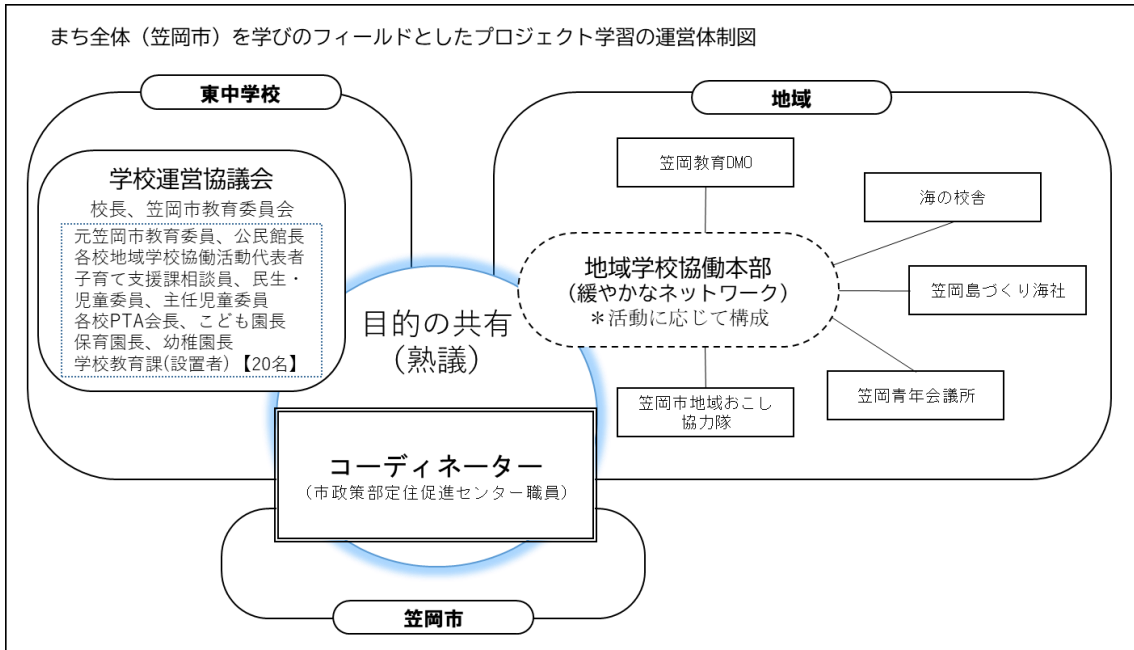 まち全体（笠岡市）を学びのフィールドとしたプロジェクト学習の運営体制図
東中学校
学校運営協議会
校長、笠岡市教育委員会
元笠岡市教育委員、公民館長
各校地域学校協働活動代表者
子育て支援課相談員、民生・
児童委員、主任児童委員
各校PTA会長、こども園長
保育園長、幼稚園長
学校教育課(設置者)【20名】
目的の共有
(熟議)
地域
笠岡教育DMO
海の校舎
地域学校協働本部
(緩やかなネットワーク)
＊活動に応じて構成
笠岡島づくり海社
笠岡青年会議所
笠岡市地域おこし
協力隊
コーディネーター
（市政策部定住促進センター職員）
笠岡市